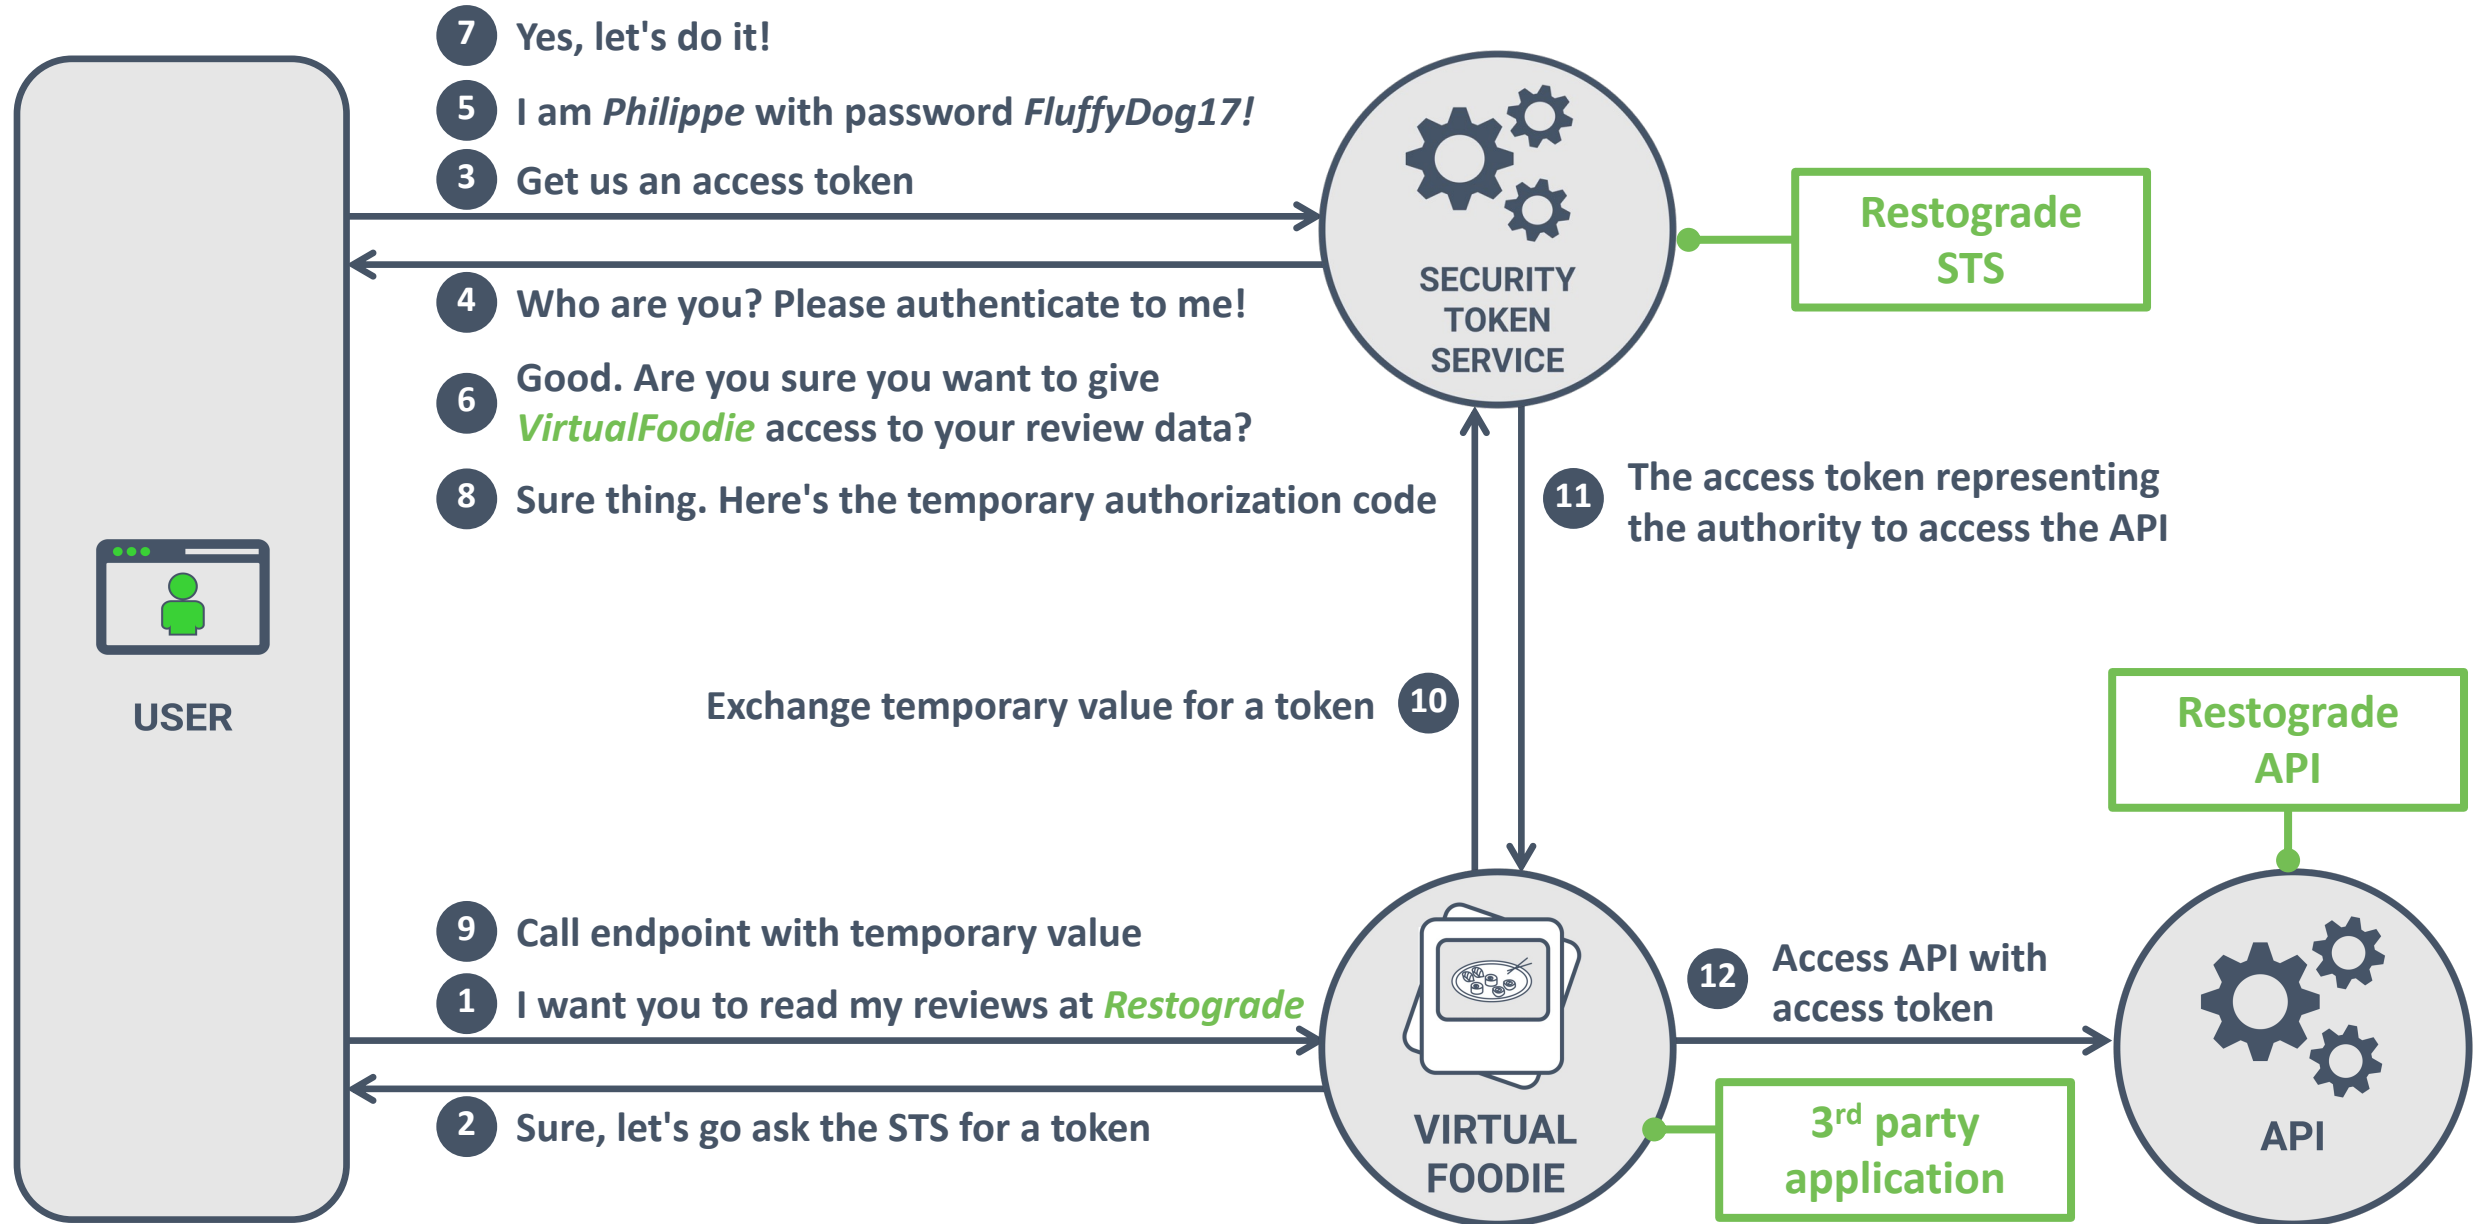 7 Yes, let's do it!
5 I am Philippe with password FluffyDog17!
3 Get us an access token
4 Who are you? Please authenticate to me!
6 Good. Are you sure you want to give
VirtualFoodie access to your review data?
8 Sure thing. Here's the temporary authorization code
USER
SECURITY
TOKEN
SERVICE
Restograde
STS
11 The access token representing
the authority to access the API
Exchange temporary value for a token 10
Restograde
API
9 Call endpoint with temporary value
1 I want you to read my reviews at Restograde
2 Sure, let's go ask the STS for a token
VIRTUAL
FOODIE
12 Access API with
access token
3rd party
application
API